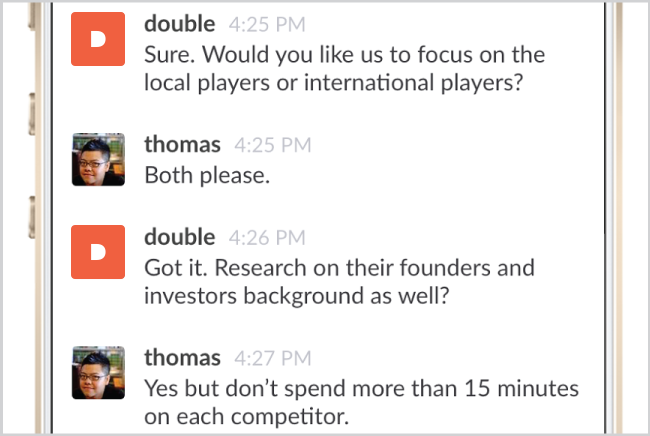 double 4:25 PM
Sure. Would you like us to focus on the
local players or international players?
thomas 4:25 PM
Both please.
double 4:26 PM
Got it. Research on their founders and
investors background as well?
thomas 4:27 PM
Yes but don’t spend more than 15 minutes
on each competitor.